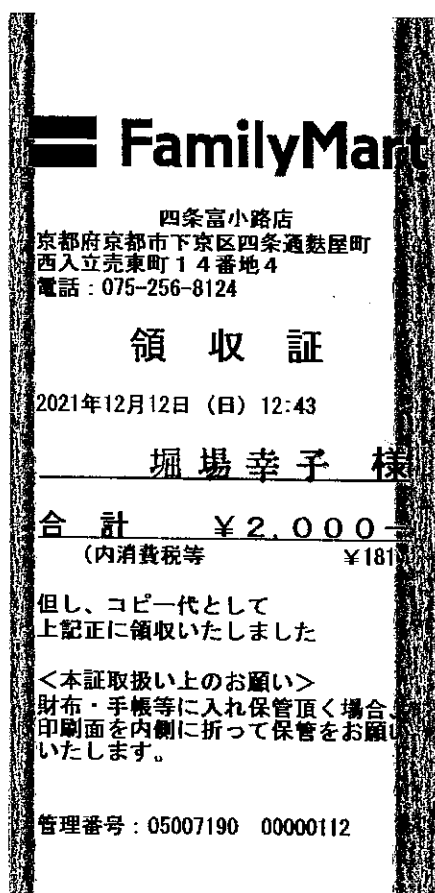 FamilyMart
四条富小路店
京都府京都市下京区四条通麩屋町
西入立売東町14番地4
電話：075-256-8124
領収証
2021年12月12日（日）12:43
堀場幸子 様
合計 ￥2,000-
（内消費税等 ￥181
但し、コピー代として
上記正に領収いたしました
＜本証取扱い上のお願い＞
財布・手帳等に入れ保管頂く場合、
印刷面を内側に折って保管をお願い
いたします。
管理番号：05007190 00000112